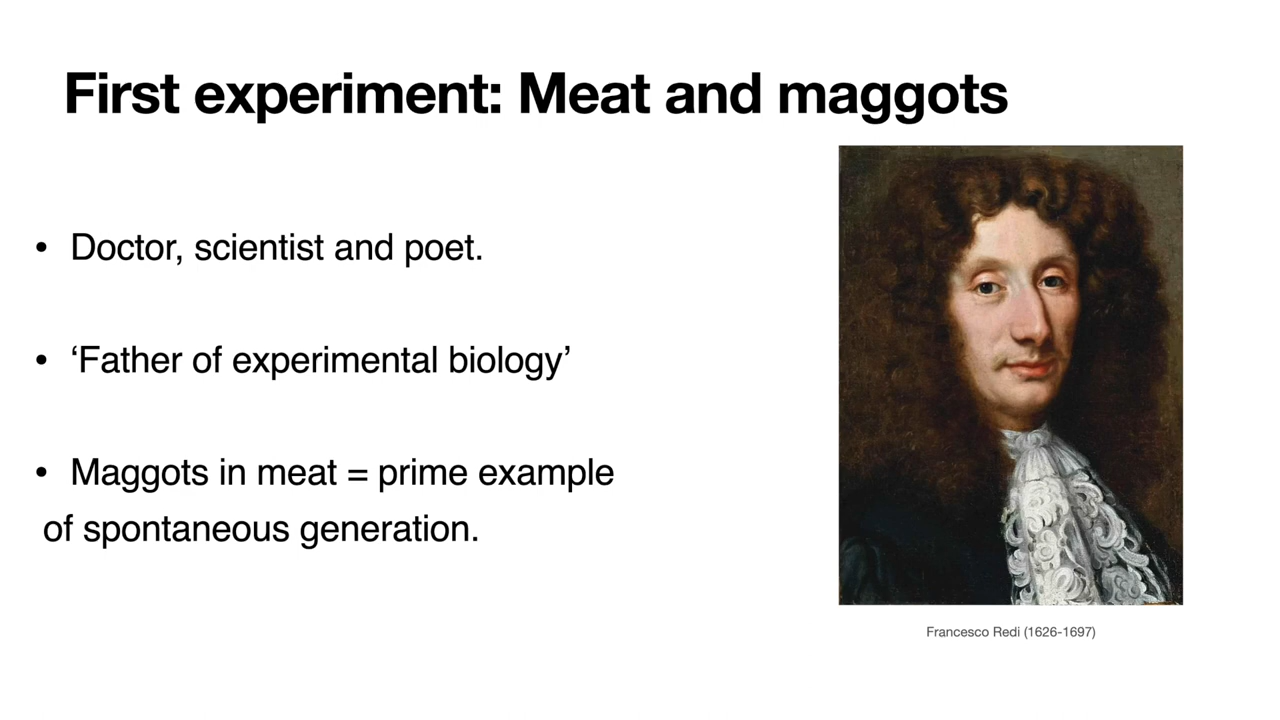 First experiment: Meat and maggots
• Doctor, scientist and poet.
• ‘Father of experimental biology’
• Maggots in meat = prime example
of spontaneous generation.
Francesco Redi (1626-1697)